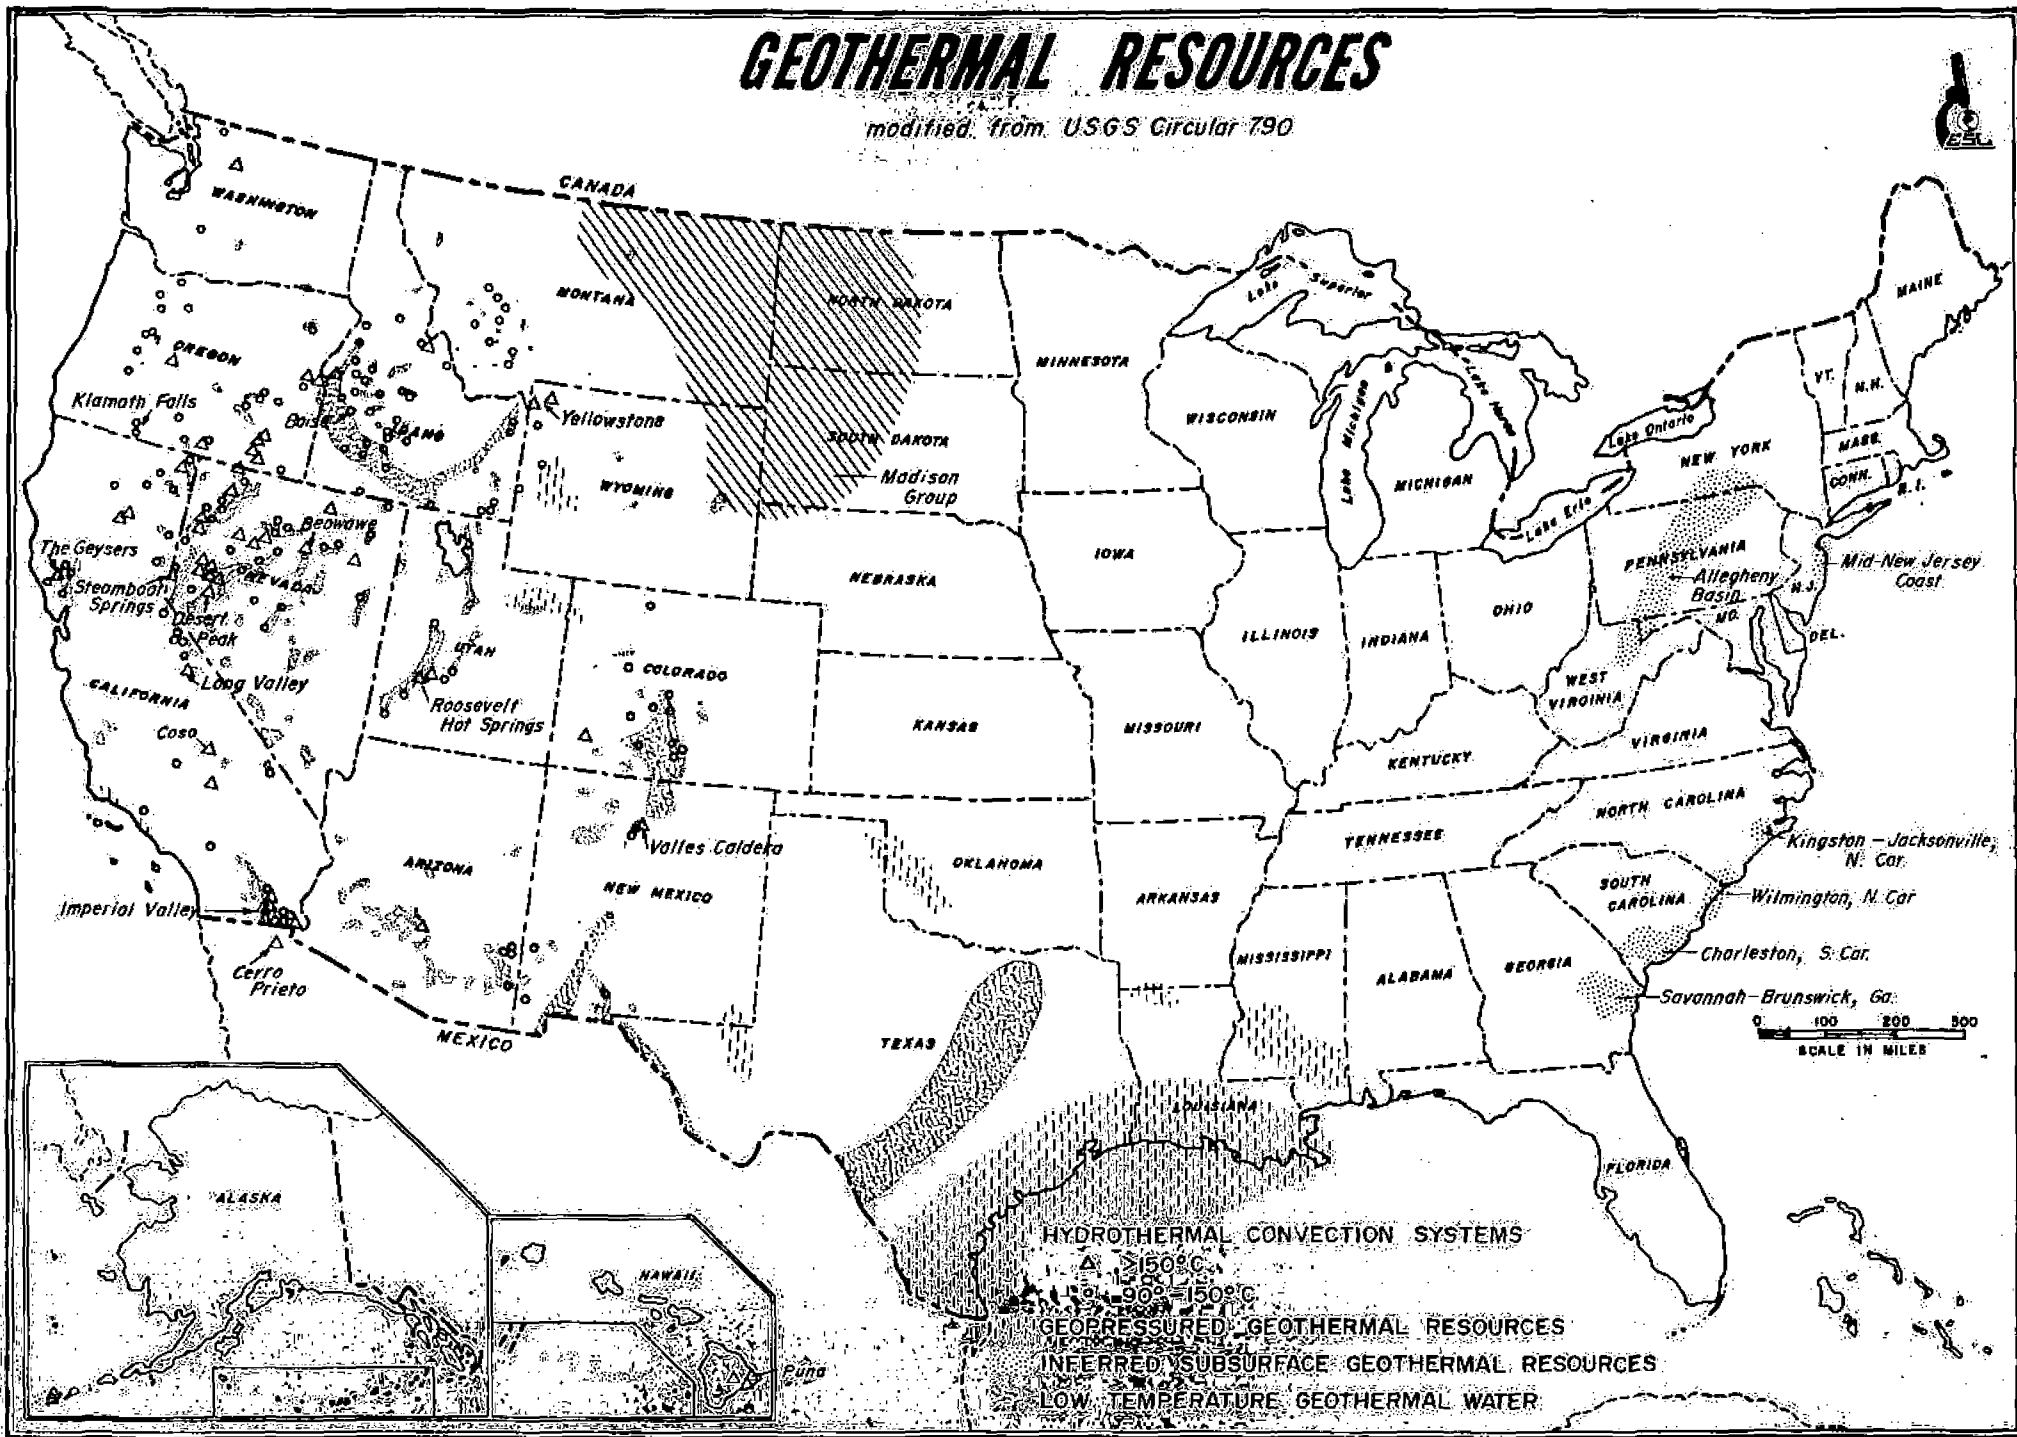 GEOTHERMAL RESOURCES
modified from USGS Circular 790
ESL
CANADA
WASHINGTON
MONTANA
NORTH DAKOTA
MINNESOTA
Lake Superior
MAINE
OREGON
VT.
N.H.
Klamath Falls
Boise
IDAHO
Yellowstone
SOUTH DAKOTA
WISCONSIN
Lake Michigan
Lake Huron
Lake Ontario
NEW YORK
MASS.
CONN.
R.I.
Madison
Group
WYOMING
MICHIGAN
Lake Erie
Beowawe
The Geysers
NEVADA
Steamboat
Springs
Desert
Peak
IOWA
NEBRASKA
PENNSYLVANIA
Allegheny
Basin
Mid-New Jersey
Coast
N.J.
MD.
DEL.
OHIO
INDIANA
ILLINOIS
UTAH
COLORADO
Long Valley
CALIFORNIA
Roosevelt
Hot Springs
Coso
KANSAS
MISSOURI
WEST
VIRGINIA
VIRGINIA
KENTUCKY
NORTH CAROLINA
TENNESSEE
Kingston-Jacksonville,
N. Car.
Valles Caldera
ARIZONA
NEW MEXICO
OKLAHOMA
ARKANSAS
SOUTH
CAROLINA
Wilmington, N. Car
Imperial Valley
Cerro
Prieto
MISSISSIPPI
ALABAMA
GEORGIA
Charleston, S. Car.
Savannah-Brunswick, Ga.
0 100 200 300
SCALE IN MILES
MEXICO
TEXAS
LOUISIANA
FLORIDA
ALASKA
HAWAII
Puna
HYDROTHERMAL CONVECTION SYSTEMS
>150°C
90°-150°C
GEOPRESSURED GEOTHERMAL RESOURCES
INFERRED SUBSURFACE GEOTHERMAL RESOURCES
LOW TEMPERATURE GEOTHERMAL WATER